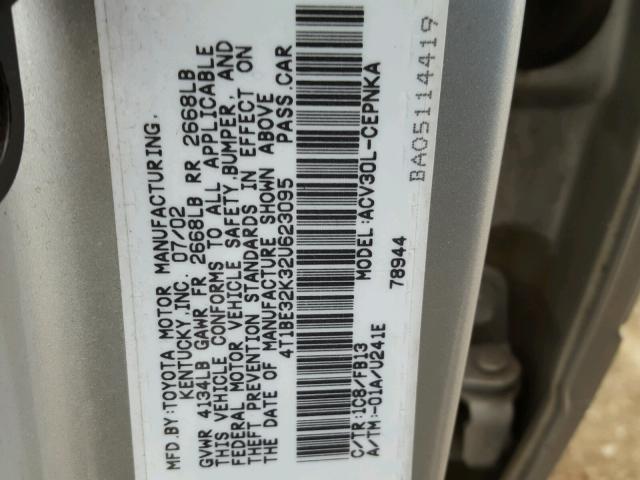 MFD.BY:TOYOTA MOTOR MANUFACTURING,
KENTUCKY,INC. 07/02
GVWR 4134LB GAWR FR 2668LB RR 2668LB
THIS VEHICLE CONFORMS TO ALL APPLICABLE
FEDERAL MOTOR VEHICLE SAFETY,BUMPER, AND
THEFT PREVENTION STANDARDS IN EFFECT ON
THE DATE OF MANUFACTURE SHOWN ABOVE
4T1BE32K32U623095 PASS.CAR
C/TR:1C8/FB13 MODEL:ACV30L-CEPNKA
A/TM:-01A/U241E 78944
BA05114419